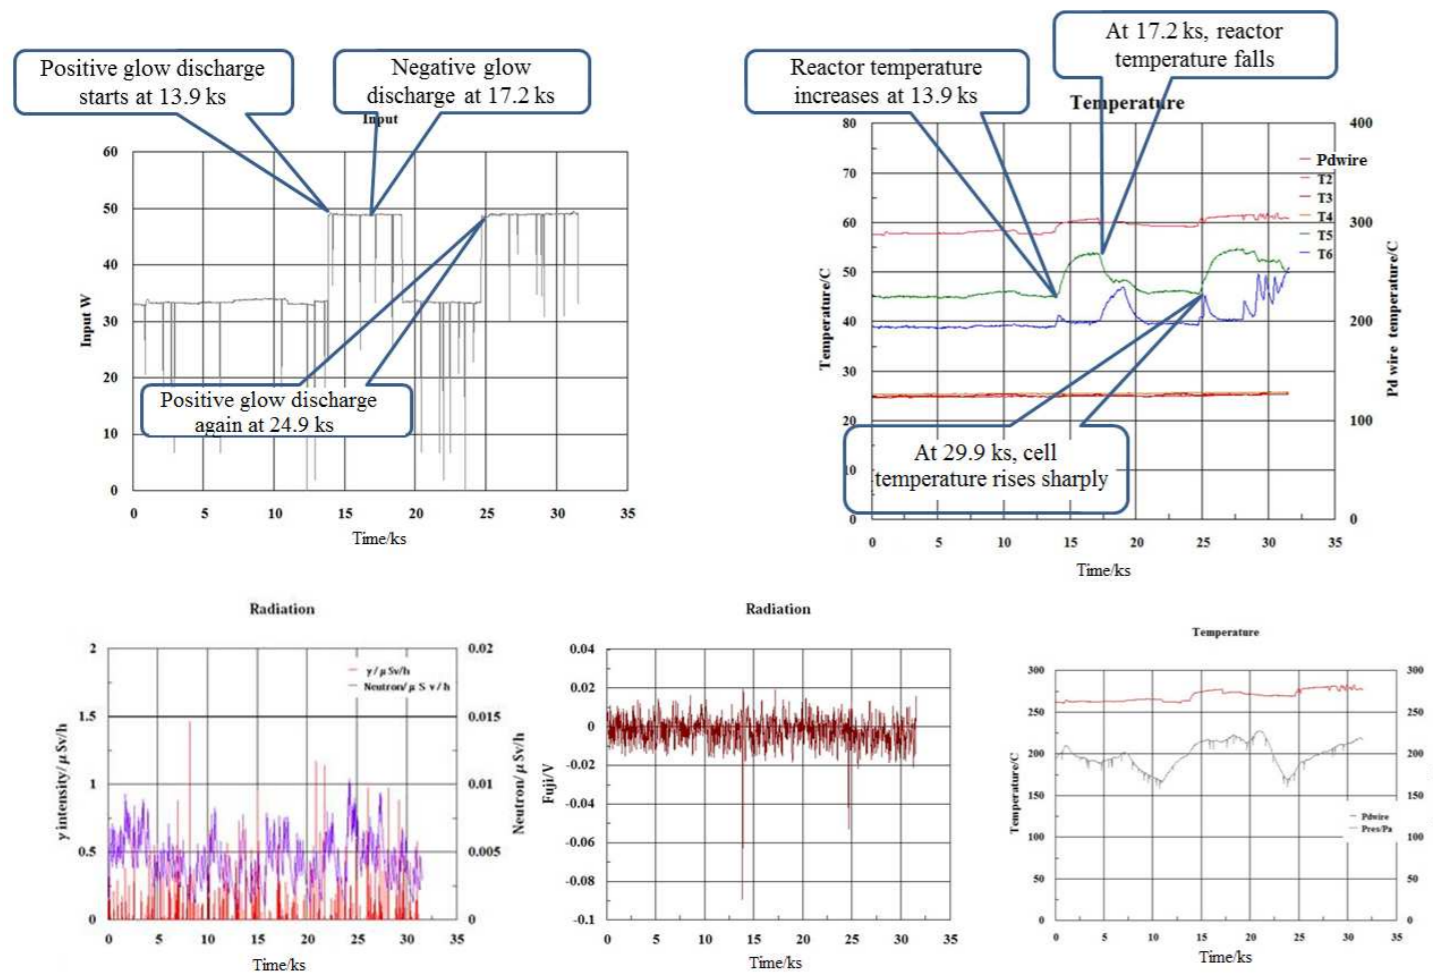 Positive glow discharge
starts at 13.9 ks
Negative glow
discharge at 17.2 ks
Input
60
50
40
30
20
10
0
Input W
0 5 10 15 20 25 30 35
Time/ks
Positive glow discharge
again at 24.9 ks
Reactor temperature
increases at 13.9 ks
At 17.2 ks, reactor
temperature falls
Temperature
80
70
60
50
40
30
20
10
0
Temperature/C
400
300
200
100
0
Pd wire temperature/C
Pdwire
T2
T3
T4
T5
T6
At 29.9 ks, cell
temperature rises sharply
0 5 10 15 20 25 30 35
Time/ks
Radiation
2
1.5
1
0.5
0
γ intensity/μSv/h
γ/μSv/h
Neutron/μSv/h
0.02
0.015
0.010
0.005
0
Neutron/μSv/h
0 5 10 15 20 25 30 35
Time/ks
Radiation
0.04
0.02
0
-0.02
-0.04
-0.06
-0.08
-0.1
Fuji/V
0 5 10 15 20 25 30 35
Time/ks
Temperature
300
250
200
150
100
50
0
Temperature/C
300
250
200
150
100
50
0
Pdwire
Pres/Pa
0 5 10 15 20 25 30 35
Time/ks